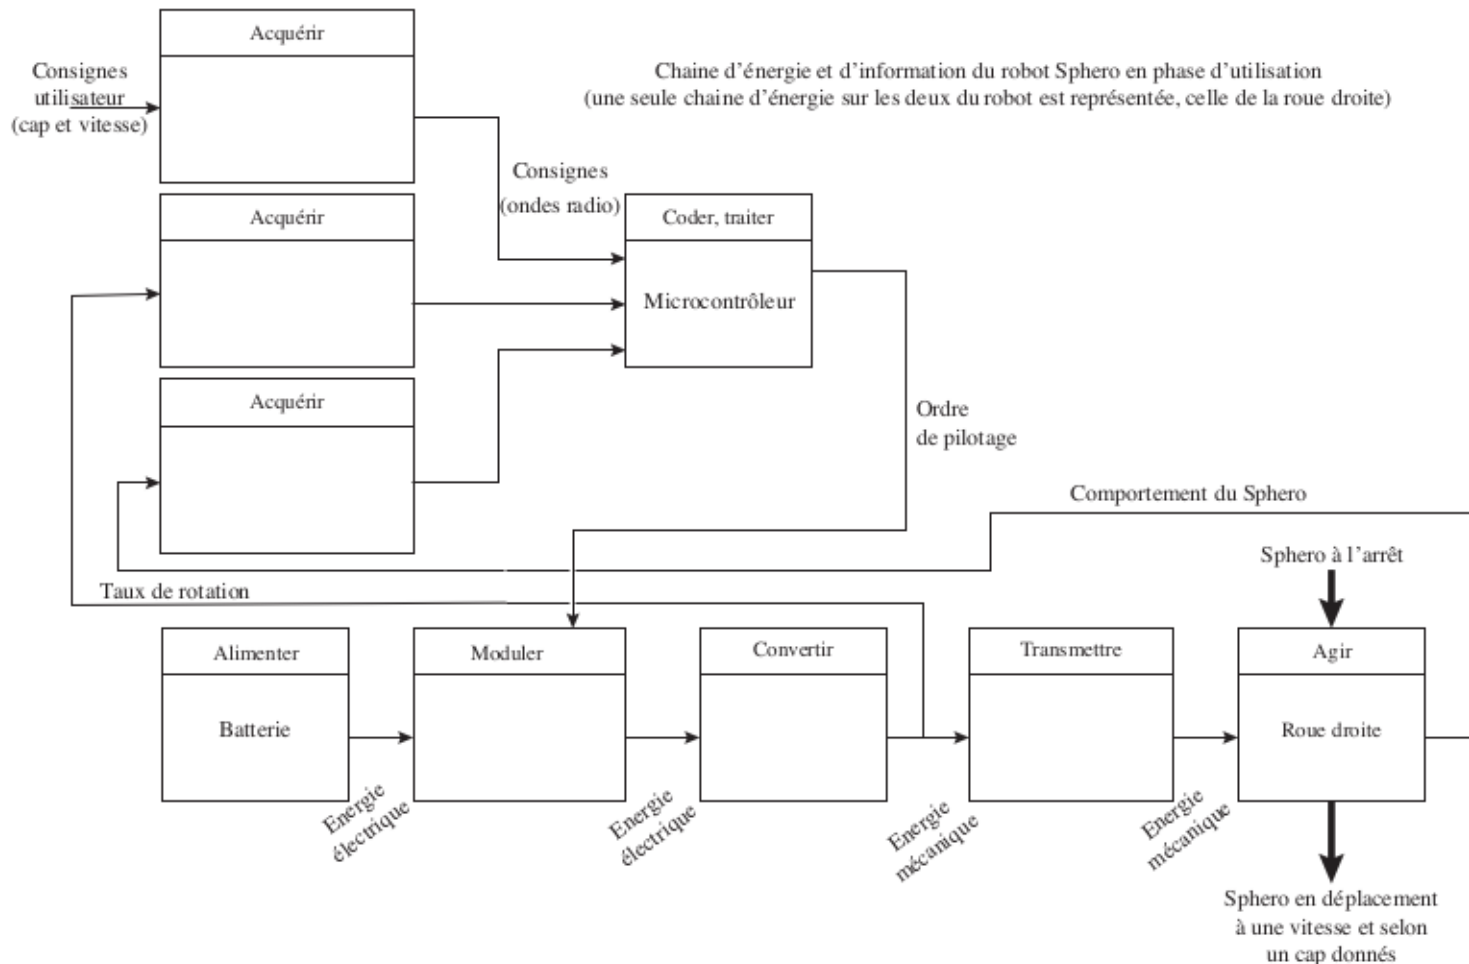 Acquérir
Consignes
utilisateur
(cap et vitesse)
Chaine d’énergie et d’information du robot Sphero en phase d’utilisation
(une seule chaine d’énergie sur les deux du robot est représentée, celle de la roue droite)
Consignes
(ondes radio)
Acquérir
Coder, traiter
Microcontrôleur
Acquérir
Ordre
de pilotage
Comportement du Sphero
Sphero à l’arrêt
Taux de rotation
Alimenter
Moduler
Convertir
Transmettre
Agir
Batterie
Roue droite
Energie
électrique
Energie
électrique
Energie
mécanique
Energie
mécanique
Sphero en déplacement
à une vitesse et selon
un cap donnés